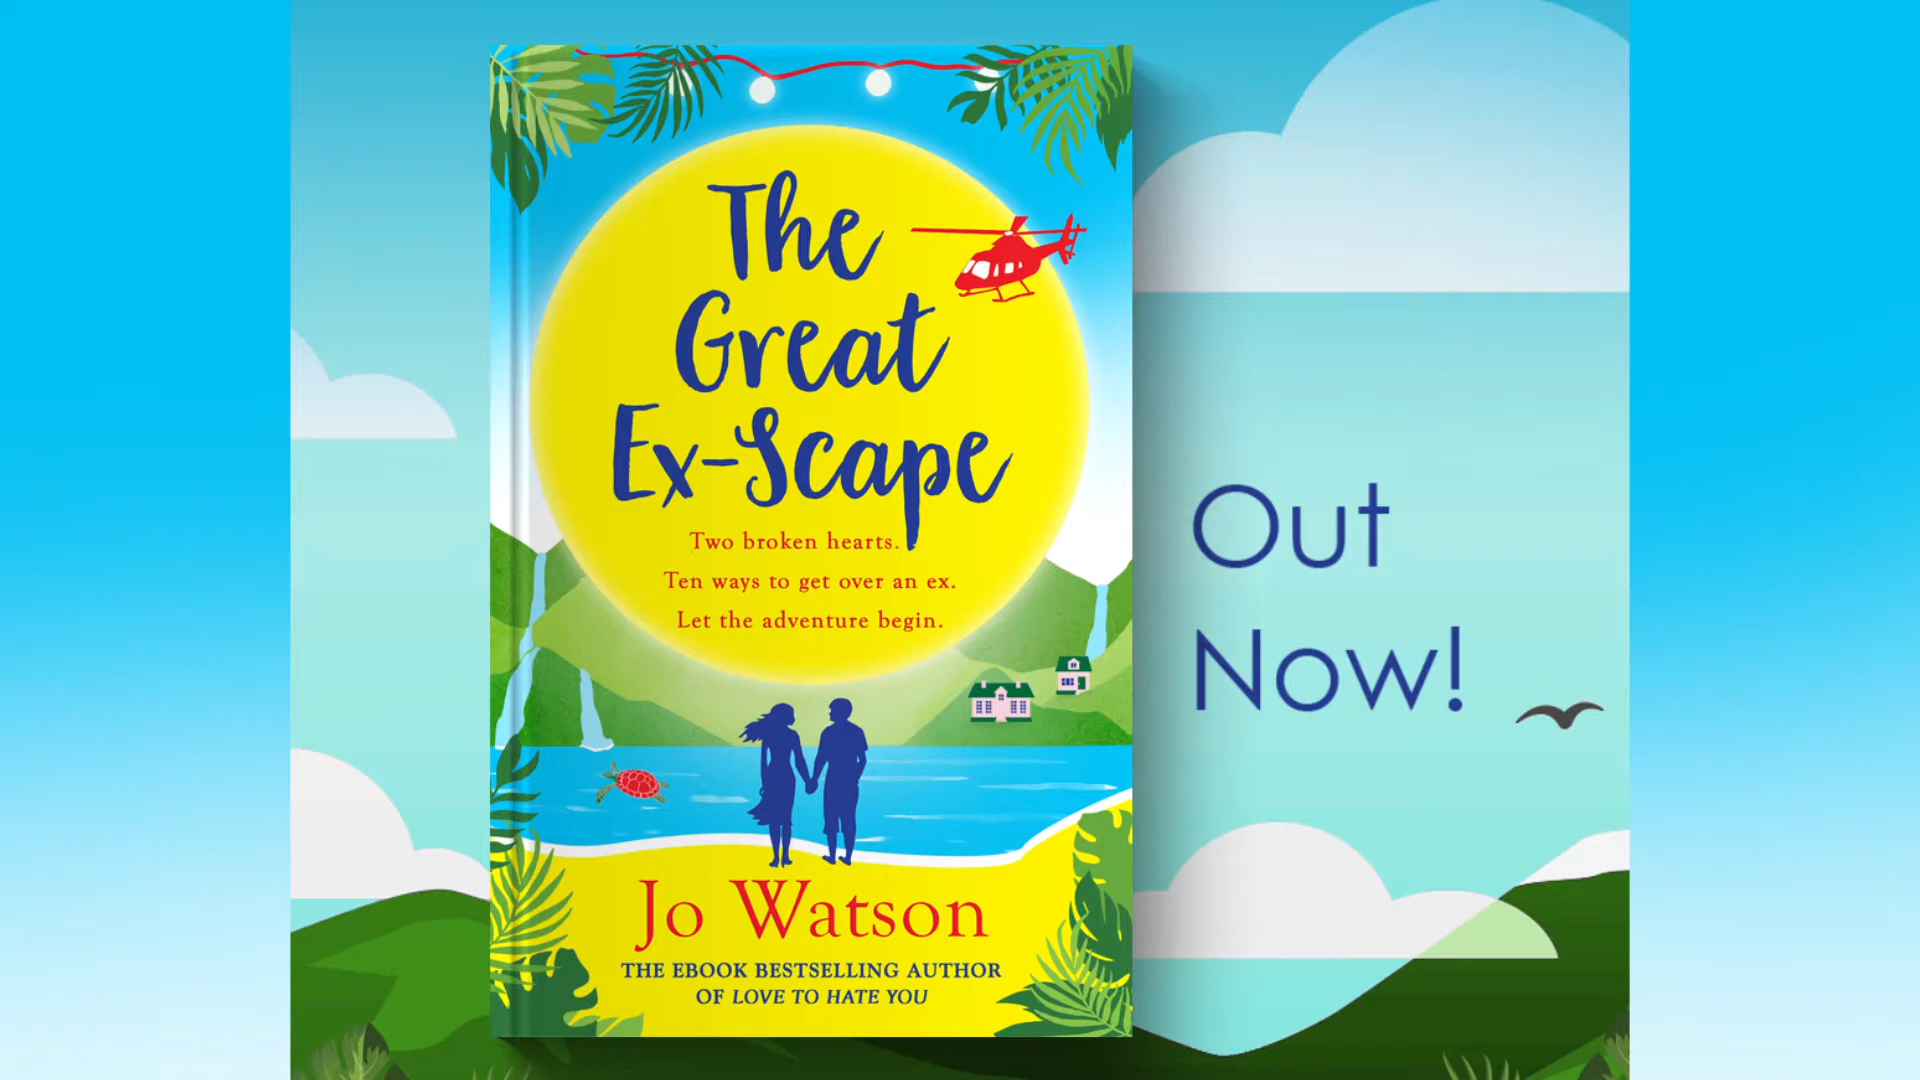 The
Great
Ex-Scape
Two broken hearts.
Ten ways to get over an ex.
Let the adventure begin.
Jo Watson
THE EBOOK BESTSELLING AUTHOR
OF LOVE TO HATE YOU
Out
Now!